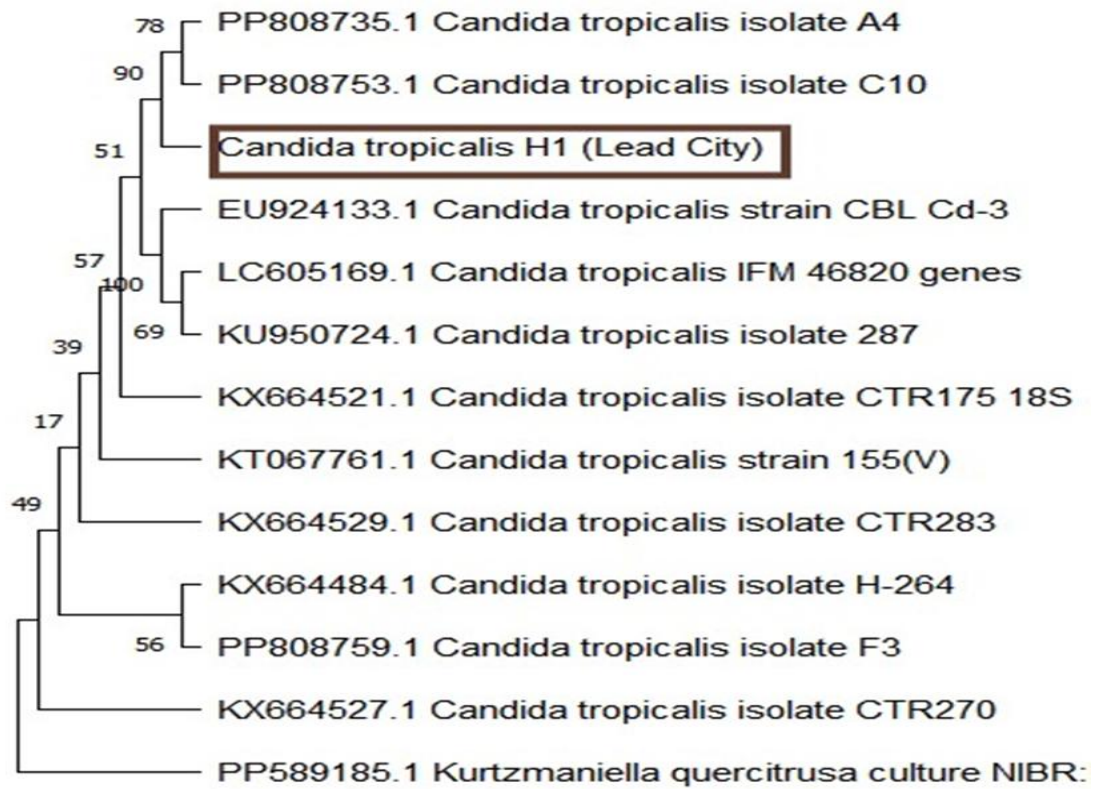 78
PP808735.1 Candida tropicalis isolate A4
90
PP808753.1 Candida tropicalis isolate C10
51
Candida tropicalis H1 (Lead City)
EU924133.1 Candida tropicalis strain CBL Cd-3
57
100
LC605169.1 Candida tropicalis IFM 46820 genes
69
KU950724.1 Candida tropicalis isolate 287
39
KX664521.1 Candida tropicalis isolate CTR175 18S
17
KT067761.1 Candida tropicalis strain 155(V)
49
KX664529.1 Candida tropicalis isolate CTR283
KX664484.1 Candida tropicalis isolate H-264
56
PP808759.1 Candida tropicalis isolate F3
KX664527.1 Candida tropicalis isolate CTR270
PP589185.1 Kurtzmaniella quercitrusa culture NIBR: